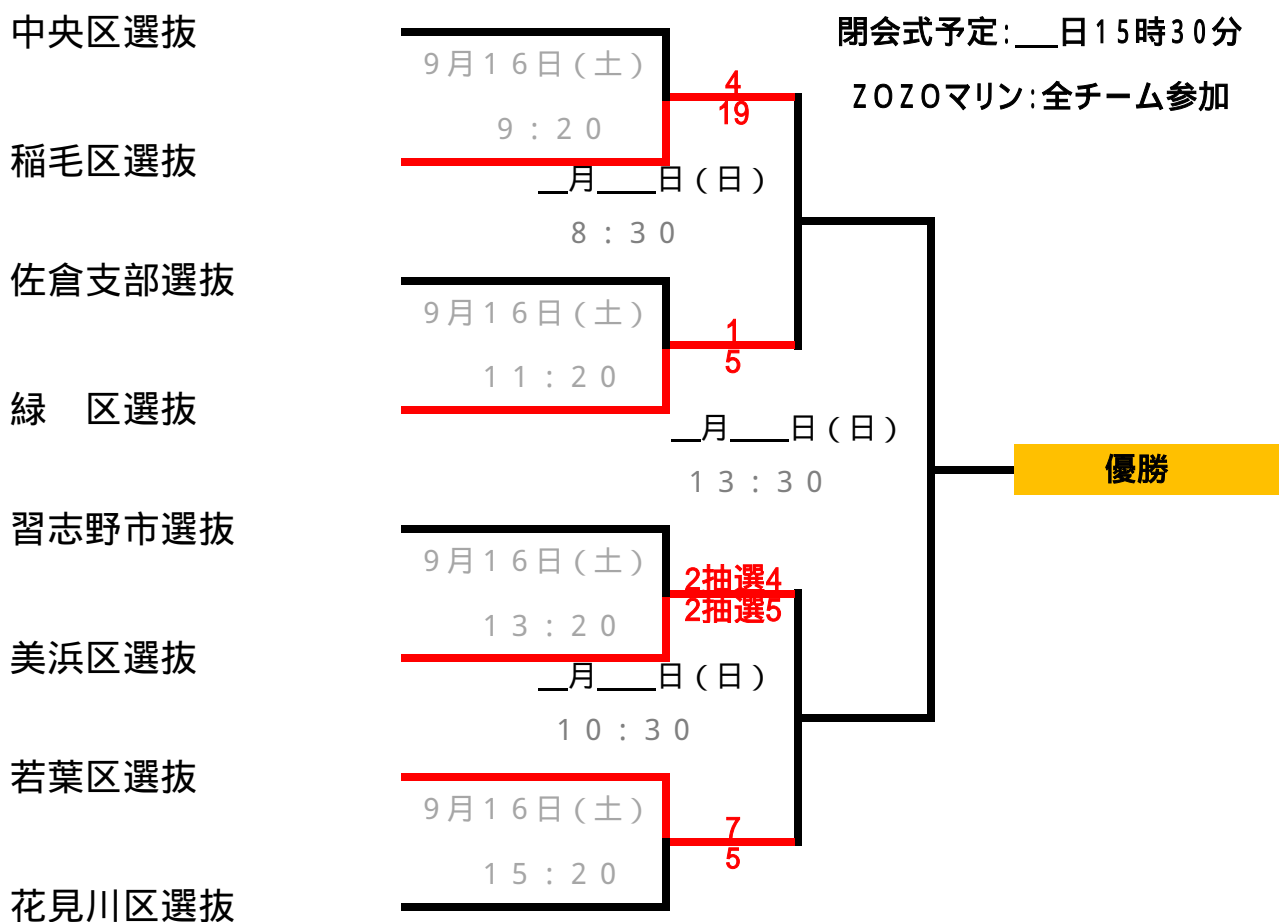 中央区選抜
閉会式予定:__日15時30分
9月16日(土)
4
19
ZOZOマリン:全チーム参加
9:20
稲毛区選抜
__月____日(日)
8:30
佐倉支部選抜
9月16日(土)
1
5
11:20
緑　区選抜
__月____日(日)
優勝
13:30
習志野市選抜
9月16日(土)
2抽選4
2抽選5
13:20
美浜区選抜
__月____日(日)
10:30
若葉区選抜
9月16日(土)
7
5
15:20
花見川区選抜